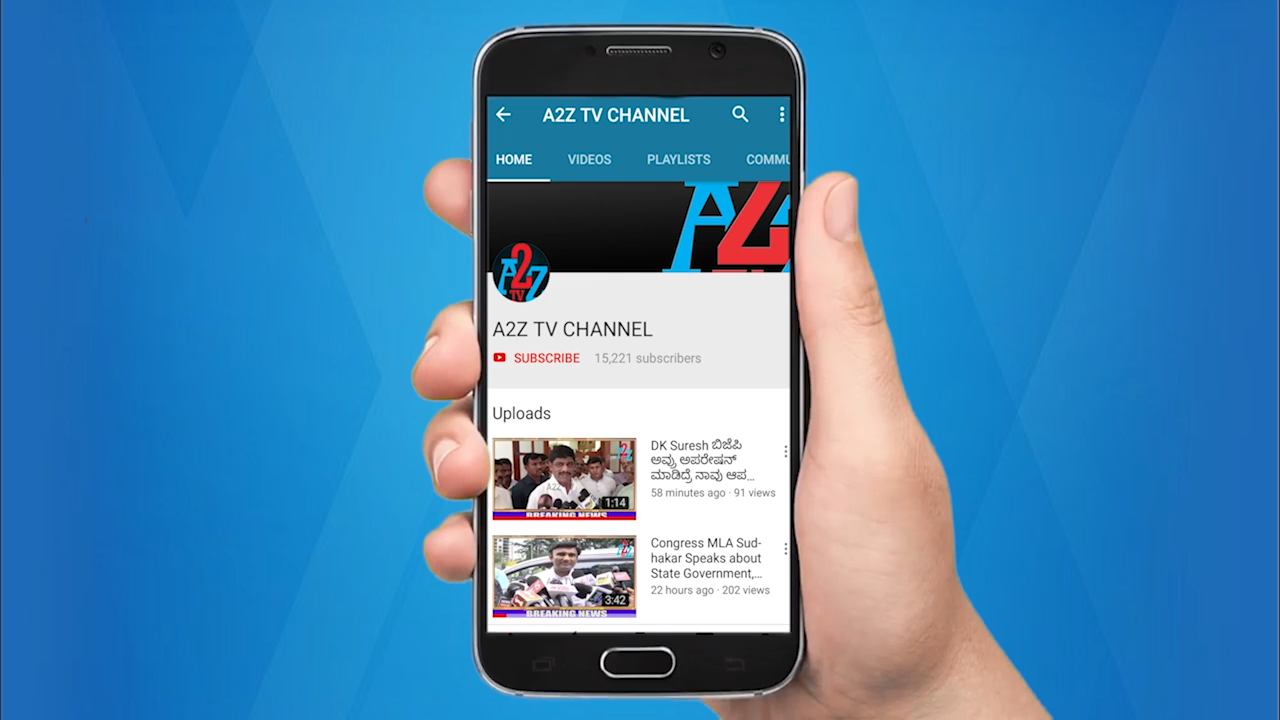 A2Z TV CHANNEL
HOME VIDEOS PLAYLISTS COMMU
A2Z
A2Z
TV
A2Z TV CHANNEL
SUBSCRIBE 15,221 subscribers
Uploads
DK Suresh ಬಿಜೆಪಿ
ಅವ್ರು ಅಪರೇಷನ್
ಮಾಡಿದ್ರೆ ನಾವು ಆಪ...
58 minutes ago · 91 views
A2Z
1:14
BREAKING NEWS
Congress MLA Sud-
hakar Speaks about
State Government,...
22 hours ago · 202 views
3:42
BREAKING NEWS